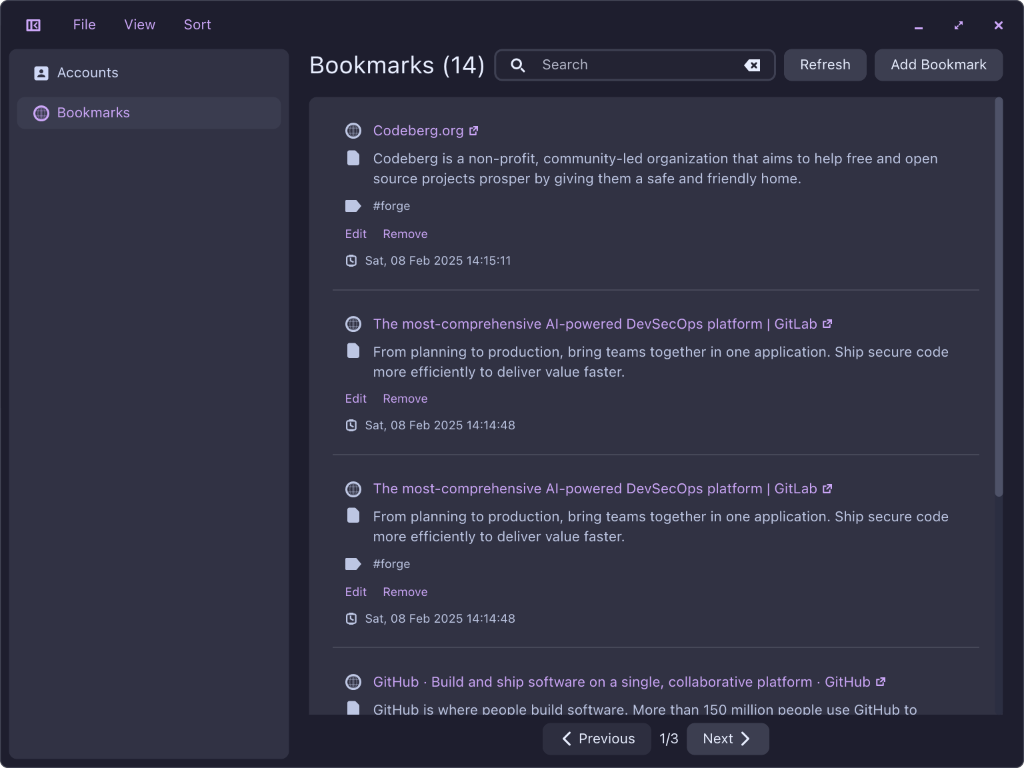 File View Sort
Accounts
Bookmarks
Bookmarks (14)
Search
Refresh
Add Bookmark
Codeberg.org
Codeberg is a non-profit, community-led organization that aims to help free and open
source projects prosper by giving them a safe and friendly home.
#forge
Edit Remove
Sat, 08 Feb 2025 14:15:11
The most-comprehensive AI-powered DevSecOps platform | GitLab
From planning to production, bring teams together in one application. Ship secure code
more efficiently to deliver value faster.
Edit Remove
Sat, 08 Feb 2025 14:14:48
The most-comprehensive AI-powered DevSecOps platform | GitLab
From planning to production, bring teams together in one application. Ship secure code
more efficiently to deliver value faster.
#forge
Edit Remove
Sat, 08 Feb 2025 14:14:48
GitHub · Build and ship software on a single, collaborative platform · GitHub
GitHub is where people build software. More than 150 million people use GitHub to
Previous 1/3 Next